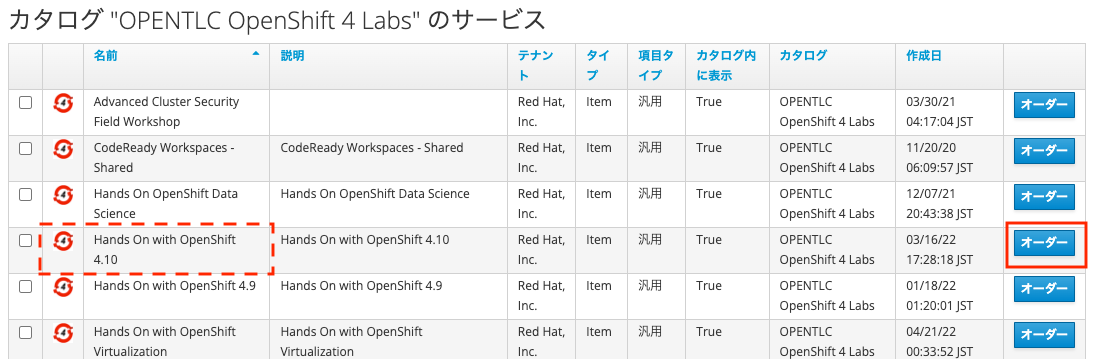 カタログ "OPENTLC OpenShift 4 Labs" のサービス
名前 説明 テナント タイプ 項目タイプ カタログ内に表示 カタログ 作成日
Advanced Cluster Security Red Hat, Item 汎用 True OPENTLC 03/30/21 オーダー
Field Workshop Inc. OpenShift 4 Labs 04:17:04 JST
CodeReady Workspaces - CodeReady Workspaces - Shared Red Hat, Item 汎用 True OPENTLC 11/20/20 オーダー
Shared Inc. OpenShift 4 Labs 06:09:57 JST
Hands On OpenShift Data Hands On OpenShift Data Science Red Hat, Item 汎用 True OPENTLC 12/07/21 オーダー
Science Inc. OpenShift 4 Labs 20:43:38 JST
Hands On with OpenShift Hands On with OpenShift 4.10 Red Hat, Item 汎用 True OPENTLC 03/16/22 オーダー
4.10 Inc. OpenShift 4 Labs 17:28:18 JST
Hands On with OpenShift 4.9 Hands On with OpenShift 4.9 Red Hat, Item 汎用 True OPENTLC 01/18/22 オーダー
Inc. OpenShift 4 Labs 01:20:01 JST
Hands On with OpenShift Hands On with OpenShift Red Hat, Item 汎用 True OPENTLC 04/21/22 オーダー
Virtualization Virtualization Inc. OpenShift 4 Labs 00:33:52 JST